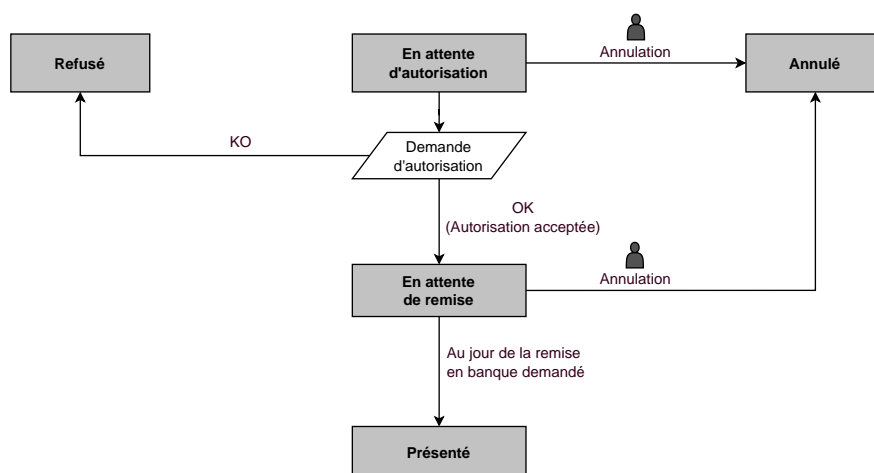 Refusé
En attente
d'autorisation
Annulation
Annulé
KO
Demande
d'autorisation
OK
(Autorisation acceptée)
En attente
de remise
Annulation
Au jour de la remise
en banque demandé
Présenté